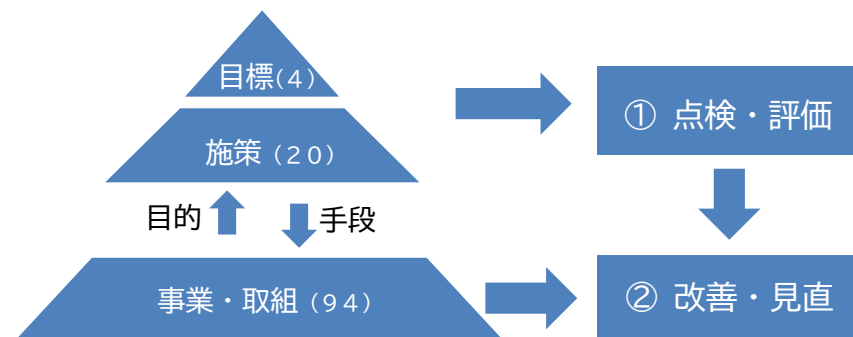 目標(4)
① 点検・評価
施策(20)
目的
手段
事業・取組(94)
② 改善・見直